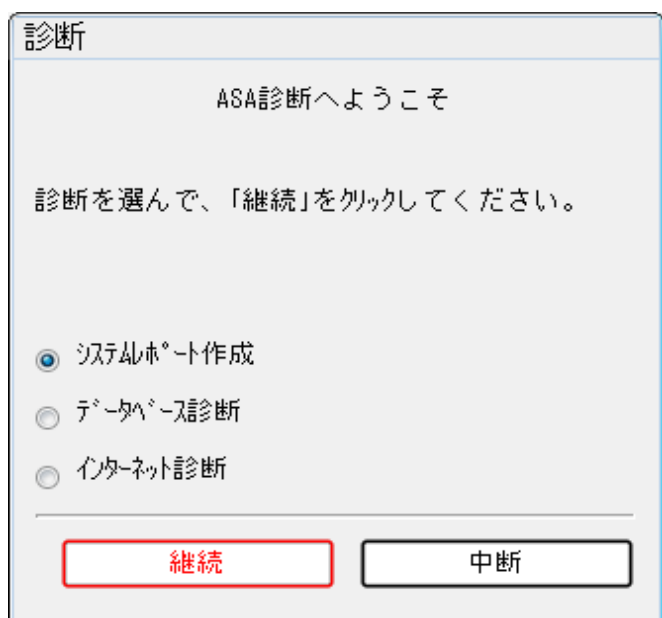 診断
ASA診断へようこそ
診断を選んで、「継続」をｸﾘｯｸしてください。
ｼｽﾃﾑﾚﾎﾟｰﾄ作成
ﾃﾞｰﾀﾍﾞｰｽ診断
ｲﾝﾀｰﾈｯﾄ診断
継続
中断